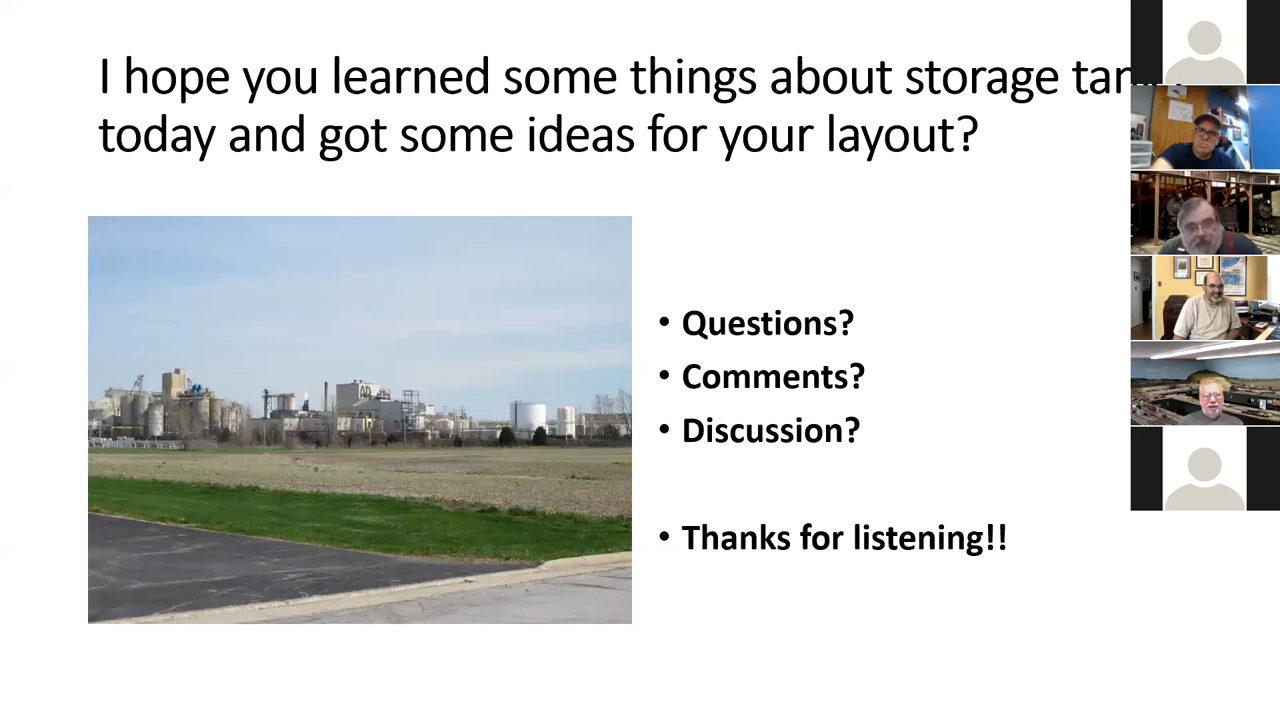 I hope you learned some things about storage
today and got some ideas for your layout?
• Questions?
• Comments?
• Discussion?
• Thanks for listening!!